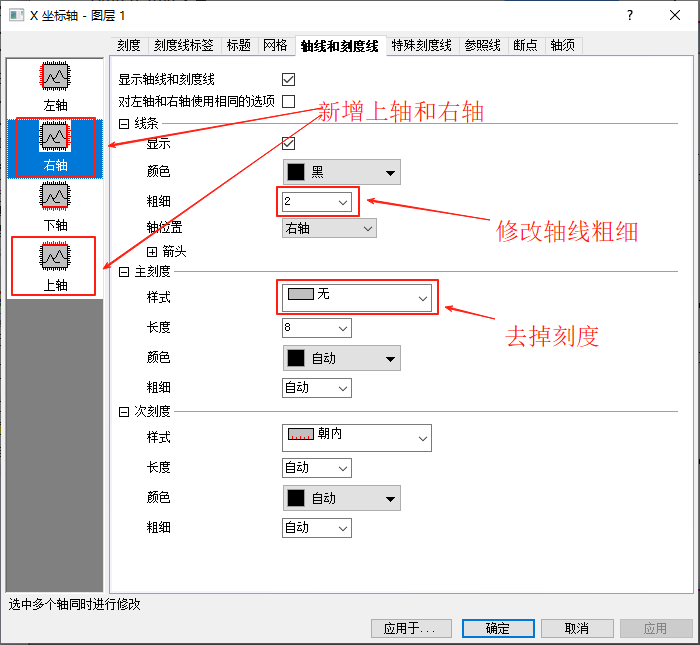 X 坐标轴 - 图层 1
?
刻度 刻度线标签 标题 网格 轴线和刻度线 特殊刻度线 参照线 断点 轴须
左轴
右轴
下轴
上轴
显示轴线和刻度线
对左轴和右轴使用相同的选项
新增上轴和右轴
线条
显示
颜色 黑
粗细 2
修改轴线粗细
轴位置 右轴
箭头
主刻度
样式 无
去掉刻度
长度 8
颜色 自动
粗细 自动
次刻度
样式 朝内
长度 自动
颜色 自动
粗细 自动
选中多个轴同时进行修改
应用于... 确定 取消 应用